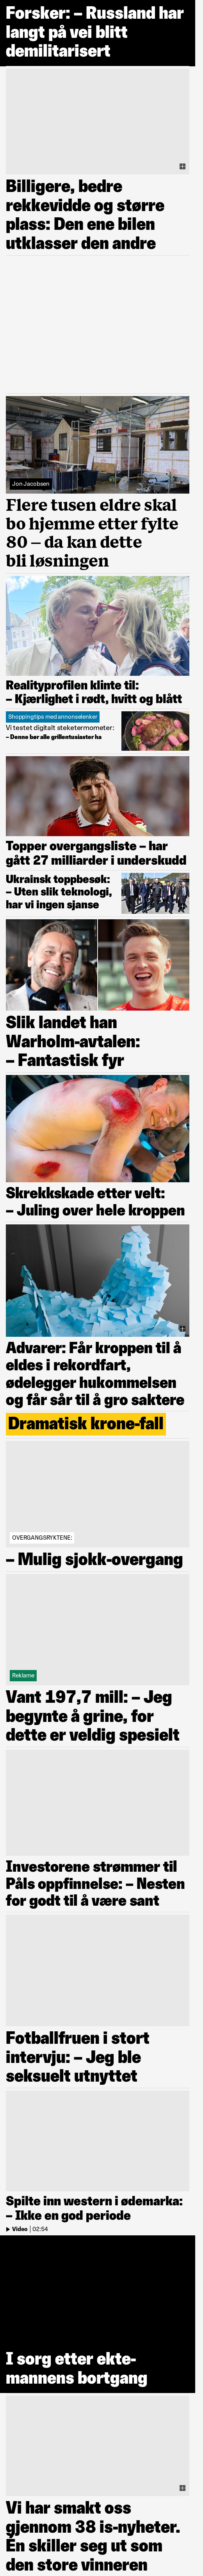 Forsker: – Russland har
langt på vei blitt
demilitarisert
Billigere, bedre
rekkevidde og større
plass: Den ene bilen
utklasser den andre
Jon Jacobsen
Flere tusen eldre skal
bo hjemme etter fylte
80 – da kan dette
bli løsningen
Realityprofilen klinte til:
– Kjærlighet i rødt, hvitt og blått
Shoppingtips med annonselenker
Vi testet digitalt steketermometer:
– Denne bør alle grillentusiaster ha
Topper overgangsliste – har
gått 27 milliarder i underskudd
Ukrainsk toppbesøk:
– Uten slik teknologi,
har vi ingen sjanse
Slik landet han
Warholm-avtalen:
– Fantastisk fyr
Skrekkskade etter velt:
– Juling over hele kroppen
Advarer: Får kroppen til å
eldes i rekordfart,
ødelegger hukommelsen
og får sår til å gro saktere
Dramatisk krone-fall
OVERGANGSRYKTENE:
– Mulig sjokk-overgang
Reklame
Vant 197,7 mill: – Jeg
begynte å grine, for
dette er veldig spesielt
Investorene strømmer til
Påls oppfinnelse: – Nesten
for godt til å være sant
Fotballfruen i stort
intervju: – Jeg ble
seksuelt utnyttet
Spilte inn western i ødemarka:
– Ikke en god periode
Video | 02:54
I sorg etter ekte-
mannens bortgang
Vi har smakt oss
gjennom 38 is-nyheter.
Én skiller seg ut som
den store vinneren